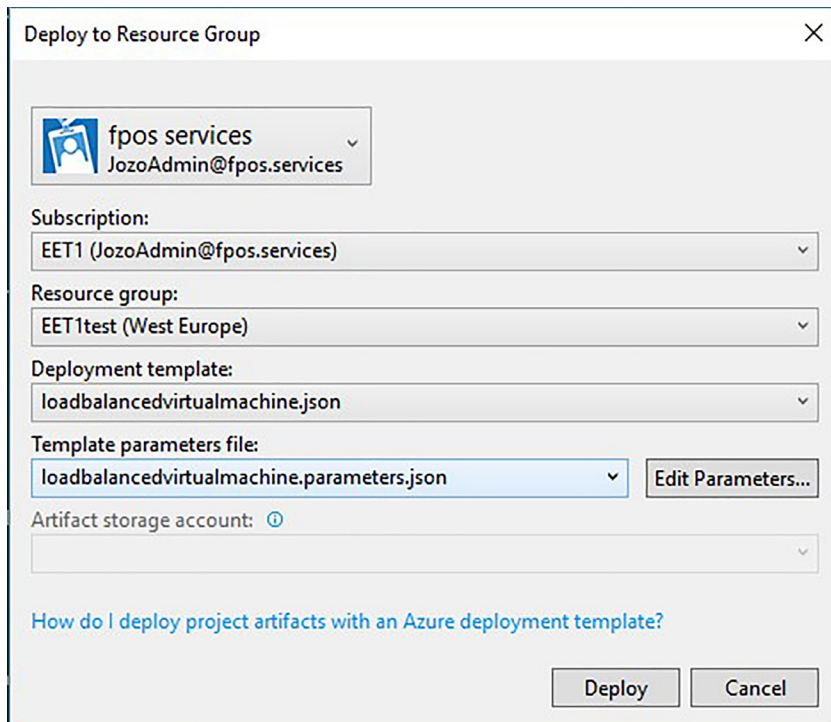 Deploy to Resource Group
fpos services
JozoAdmin@fpos.services
Subscription:
EET1 (JozoAdmin@fpos.services)
Resource group:
EET1test (West Europe)
Deployment template:
loadbalancedvirtualmachine.json
Template parameters file:
loadbalancedvirtualmachine.parameters.json
Edit Parameters...
Artifact storage account:
How do I deploy project artifacts with an Azure deployment template?
Deploy
Cancel